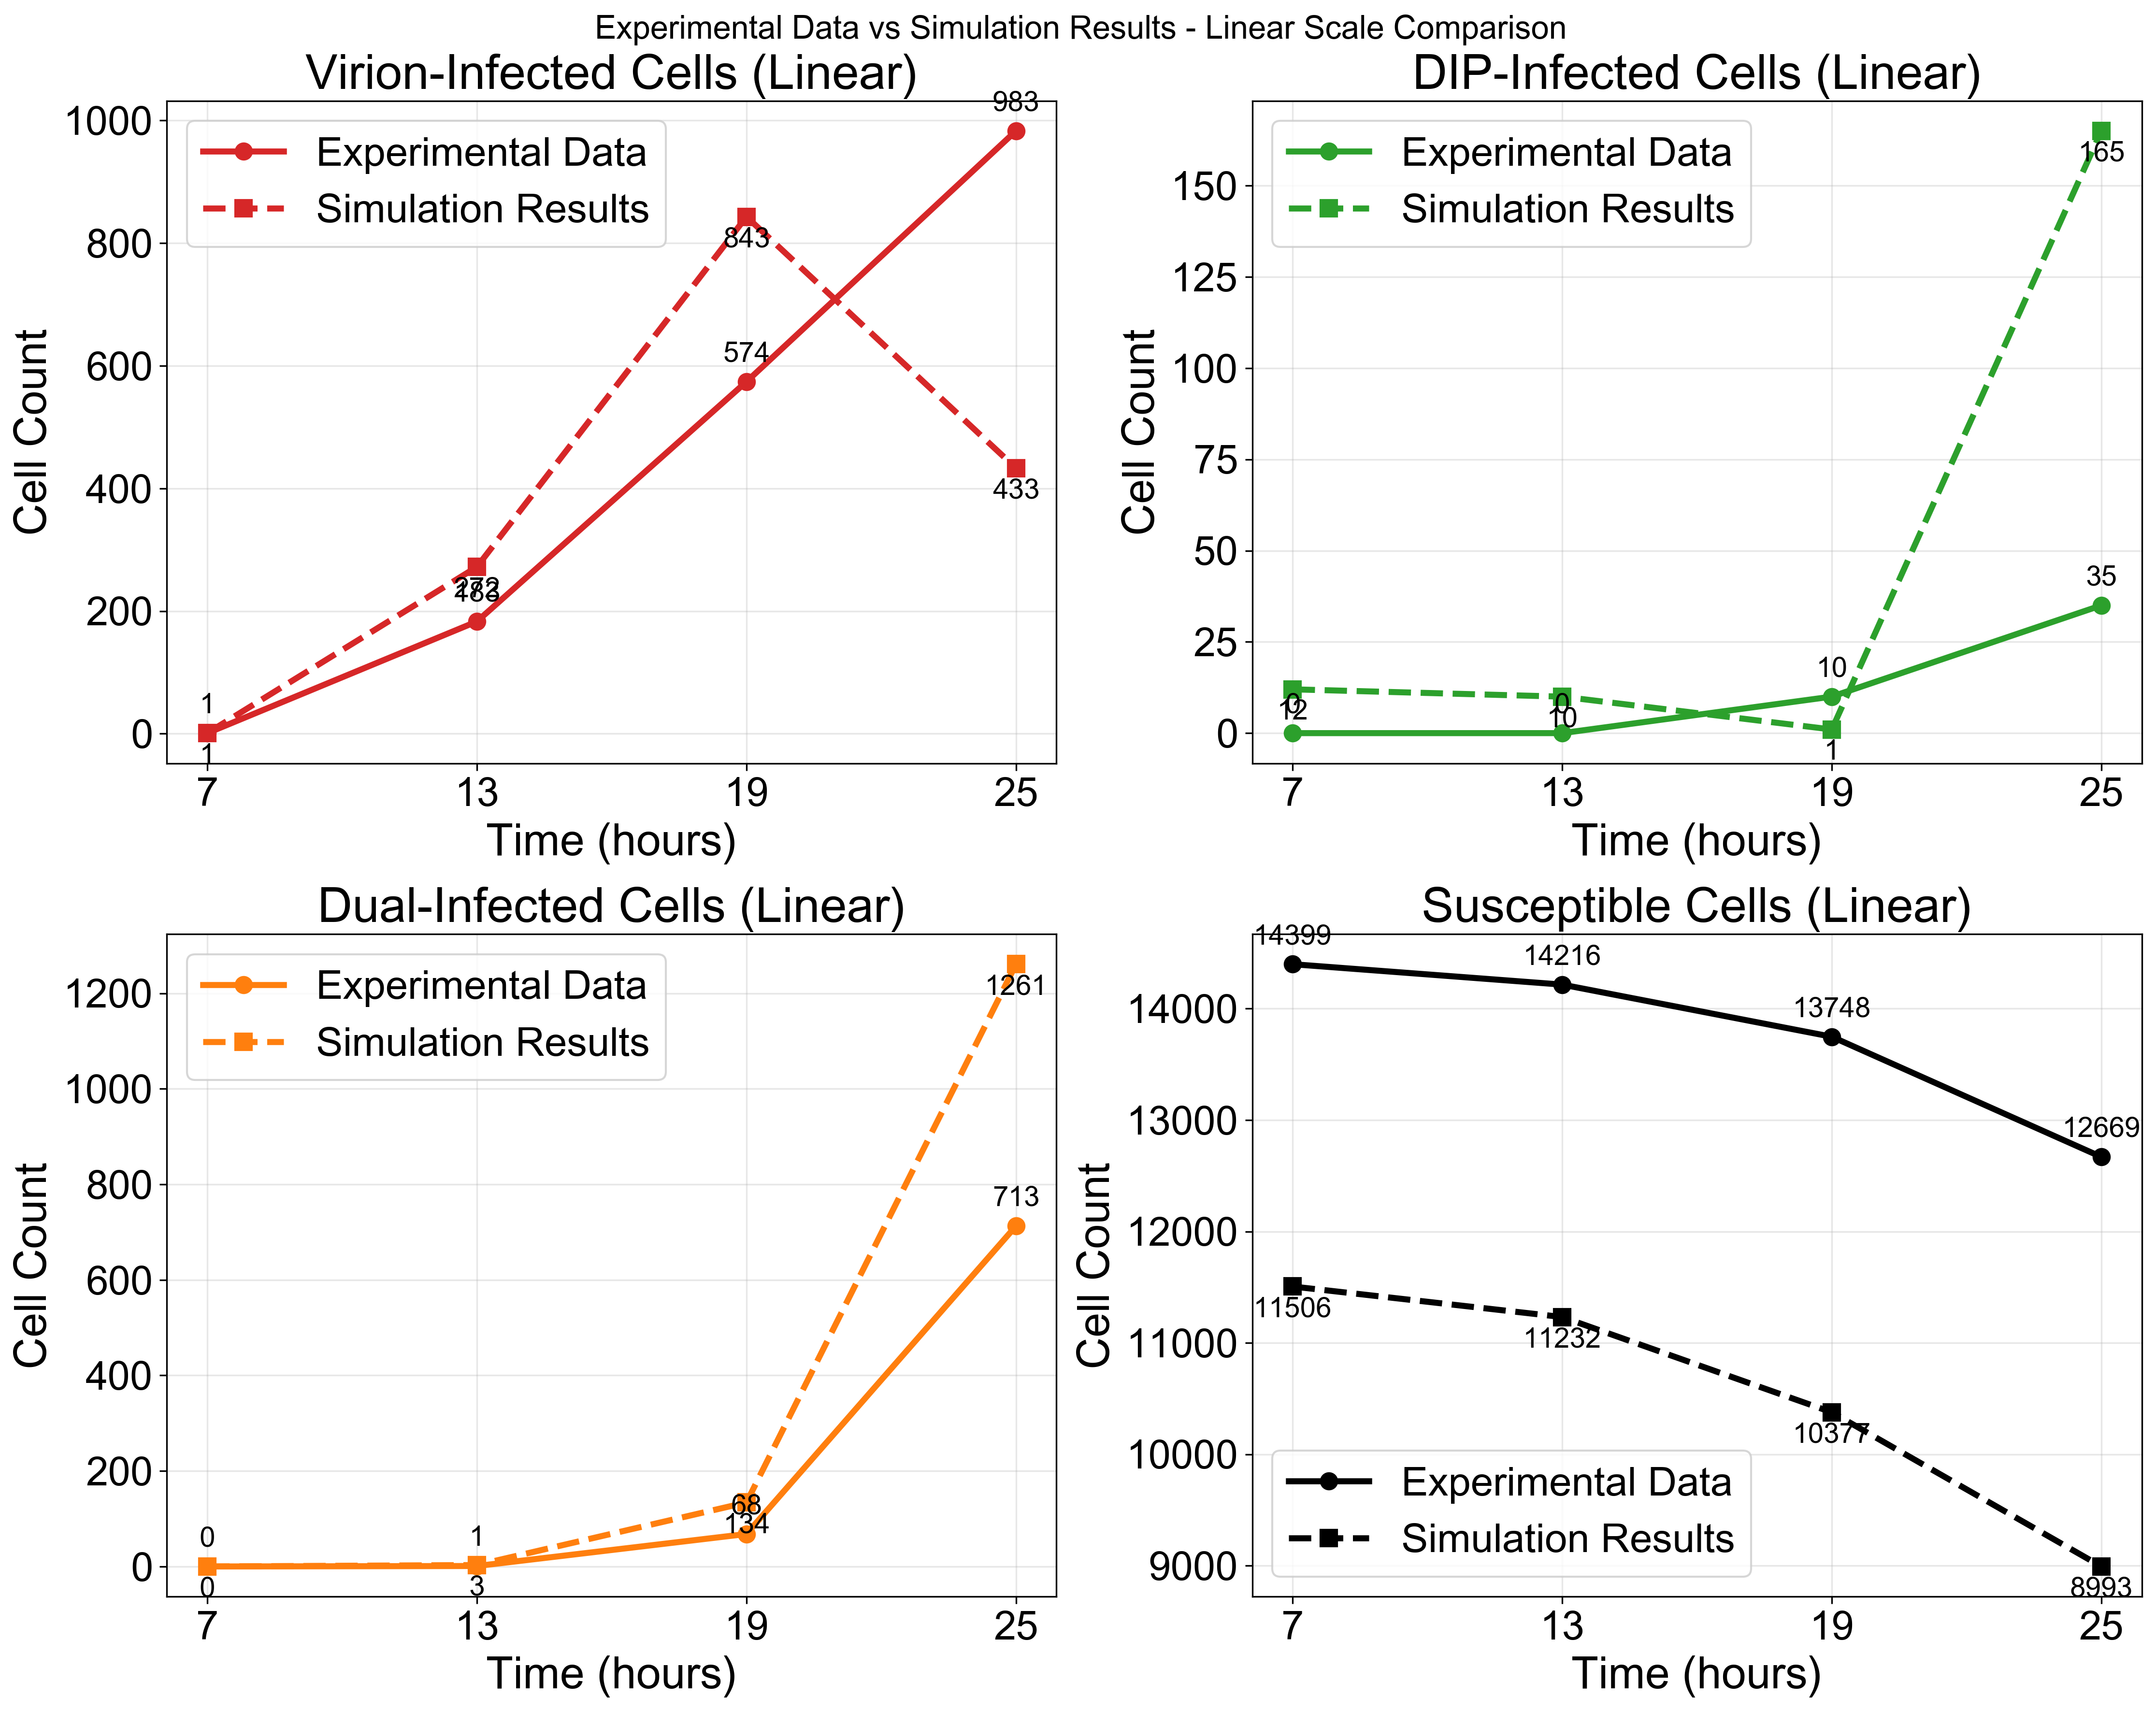 Experimental Data vs Simulation Results - Linear Scale Comparison
Virion-Infected Cells (Linear)
Cell Count
1000
800
600
400
200
0
Experimental Data
Simulation Results
983
843
574
433
272
183
1
1
7 13 19 25
Time (hours)
DIP-Infected Cells (Linear)
Cell Count
150
125
100
75
50
25
0
Experimental Data
Simulation Results
165
35
10
0
12
0
10
1
7 13 19 25
Time (hours)
Dual-Infected Cells (Linear)
Cell Count
1200
1000
800
600
400
200
0
Experimental Data
Simulation Results
1261
713
68
134
0
1
0
3
7 13 19 25
Time (hours)
Susceptible Cells (Linear)
Cell Count
14000
13000
12000
11000
10000
9000
14399
14216
13748
12669
11506
11232
10377
8993
Experimental Data
Simulation Results
7 13 19 25
Time (hours)